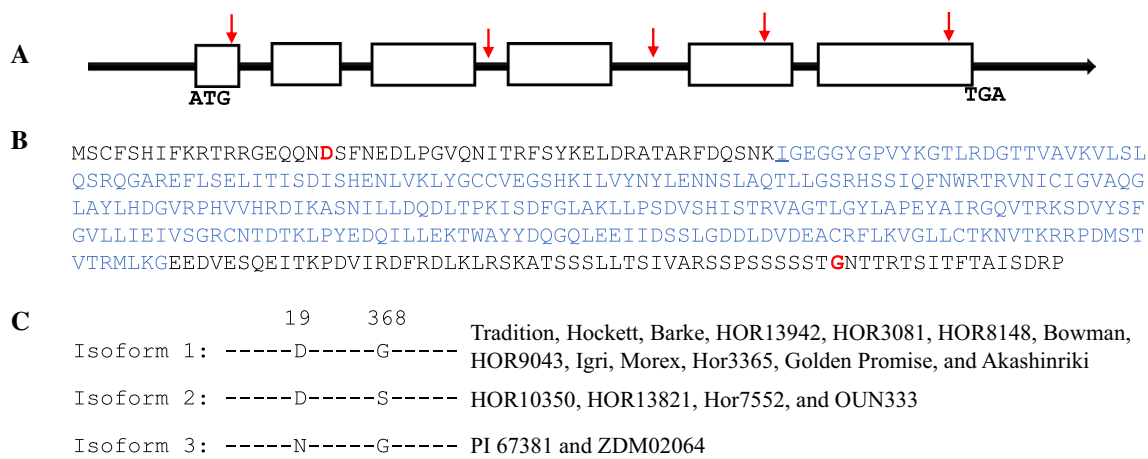 A
ATG
TGA
B
MSCFSHIFKRTRRGEQQNDSFNEDLPGVQNITRFSYKELDRATARFDQSNKIGEGGYGPVYKGTLRDGTTVAVKVLSL
QSRQGAREFLSELITISDISHENLVKLYGCCVEGSHKILVYNYLENNSLAQTLLGSRHSSIQFNWRTRVNICIGVAQG
LAYLHDGVRPHVVHRDIKASNILLDQDLTPKISDFGLAKLLPSDVSHISTRVAGTLGYLAPEYAIRGQVTRKSDVYSF
GVLLIEIVSGRCNTDTKLPYEDQILLEKTWAYYDQGQLEEIIDSSLGDDLDVDEACRFLKVGLLCTKNVTKRRPDMST
VTRMLKGEEDVESQEITKPDVIRDFRDLKLRSKATSSSLLTSIVARSSPSSSSSTGNTTRTSITFTAISDRP
C
19 368
Isoform 1: -----D-----G----- Tradition, Hockett, Barke, HOR13942, HOR3081, HOR8148, Bowman,
HOR9043, Igri, Morex, Hor3365, Golden Promise, and Akashinriki
Isoform 2: -----D-----S----- HOR10350, HOR13821, Hor7552, and OUN333
Isoform 3: -----N-----G----- PI 67381 and ZDM02064